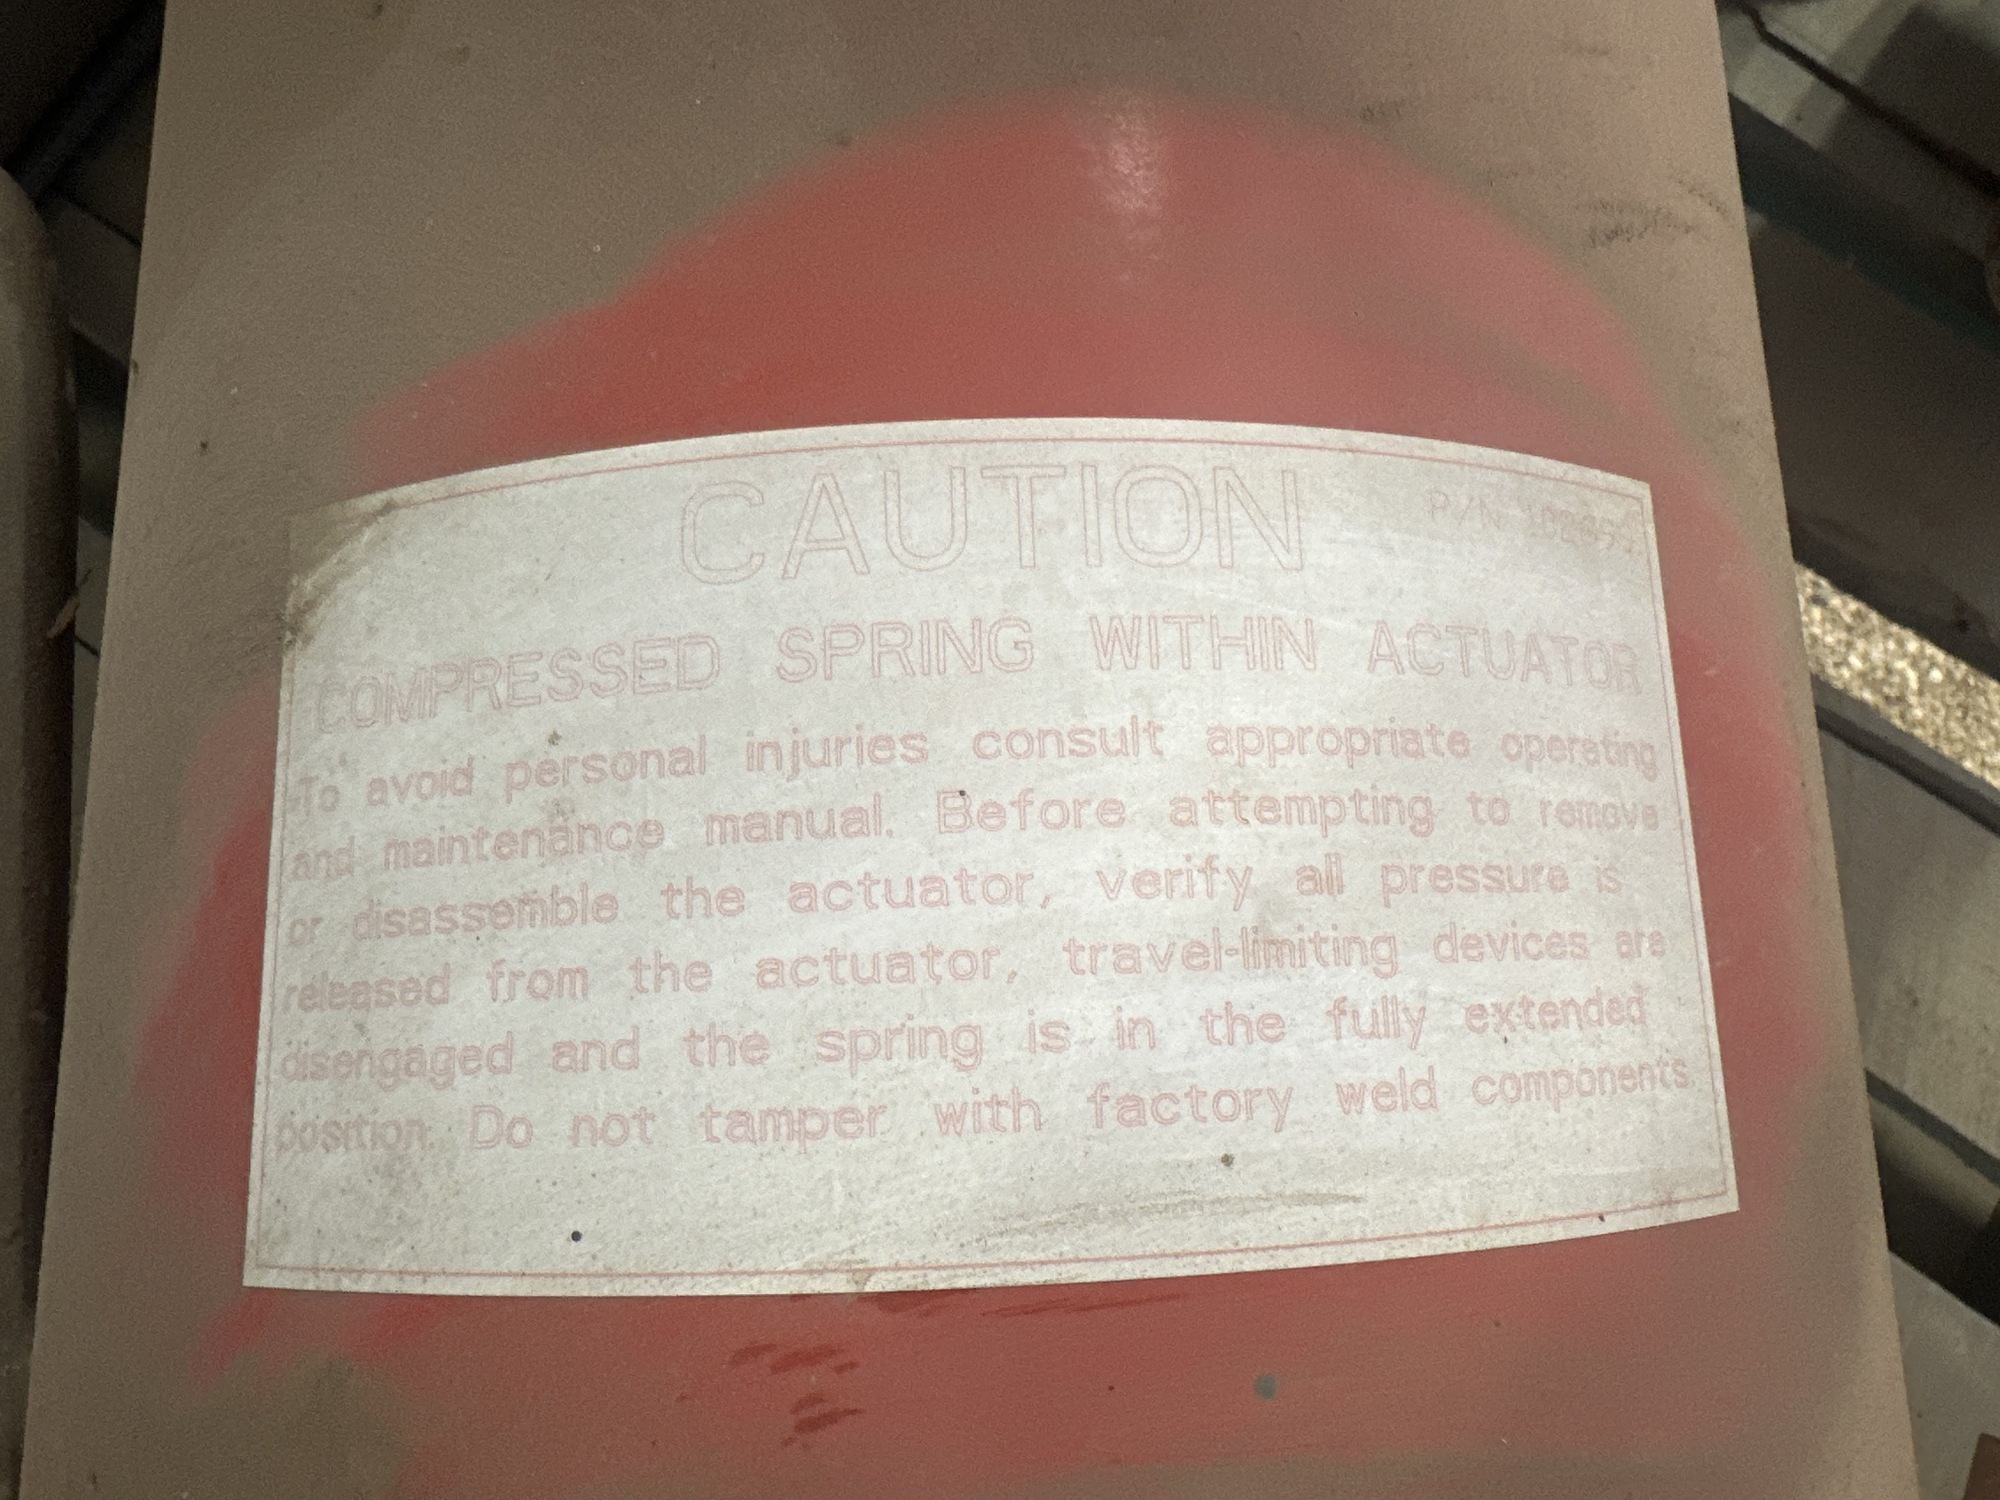 CAUTION
P/N
COMPRESSED SPRING WITHIN ACTUATOR
To avoid personal injuries consult appropriate operating
and maintenance manual. Before attempting to remove
or disassemble the actuator, verify all pressure is
released from the actuator, travel-limiting devices are
disengaged and the spring is in the fully extended
position. Do not tamper with factory weld components.